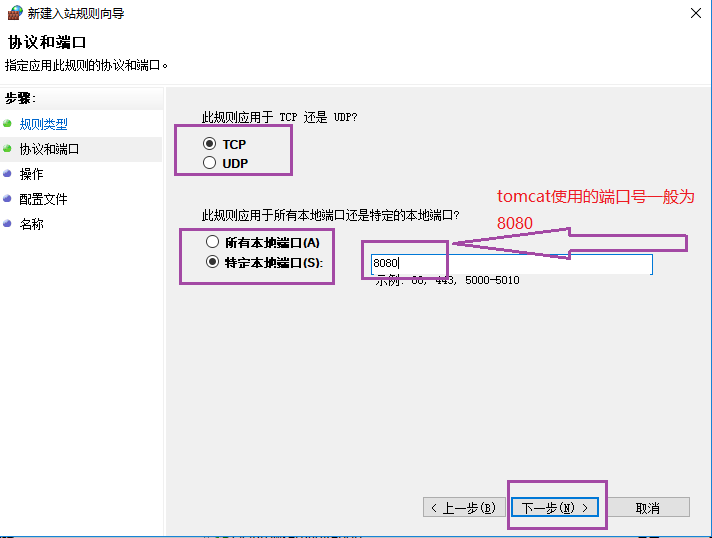 新建入站规则向导
协议和端口
指定应用此规则的协议和端口。
步骤:
规则类型
协议和端口
操作
配置文件
名称
此规则应用于 TCP 还是 UDP?
TCP
UDP
此规则应用于所有本地端口还是特定的本地端口?
所有本地端口(A)
特定本地端口(S):
8080
示例: 80, 443, 5000-5010
tomcat使用的端口号一般为
8080
< 上一步(B)
下一步(N) >
取消